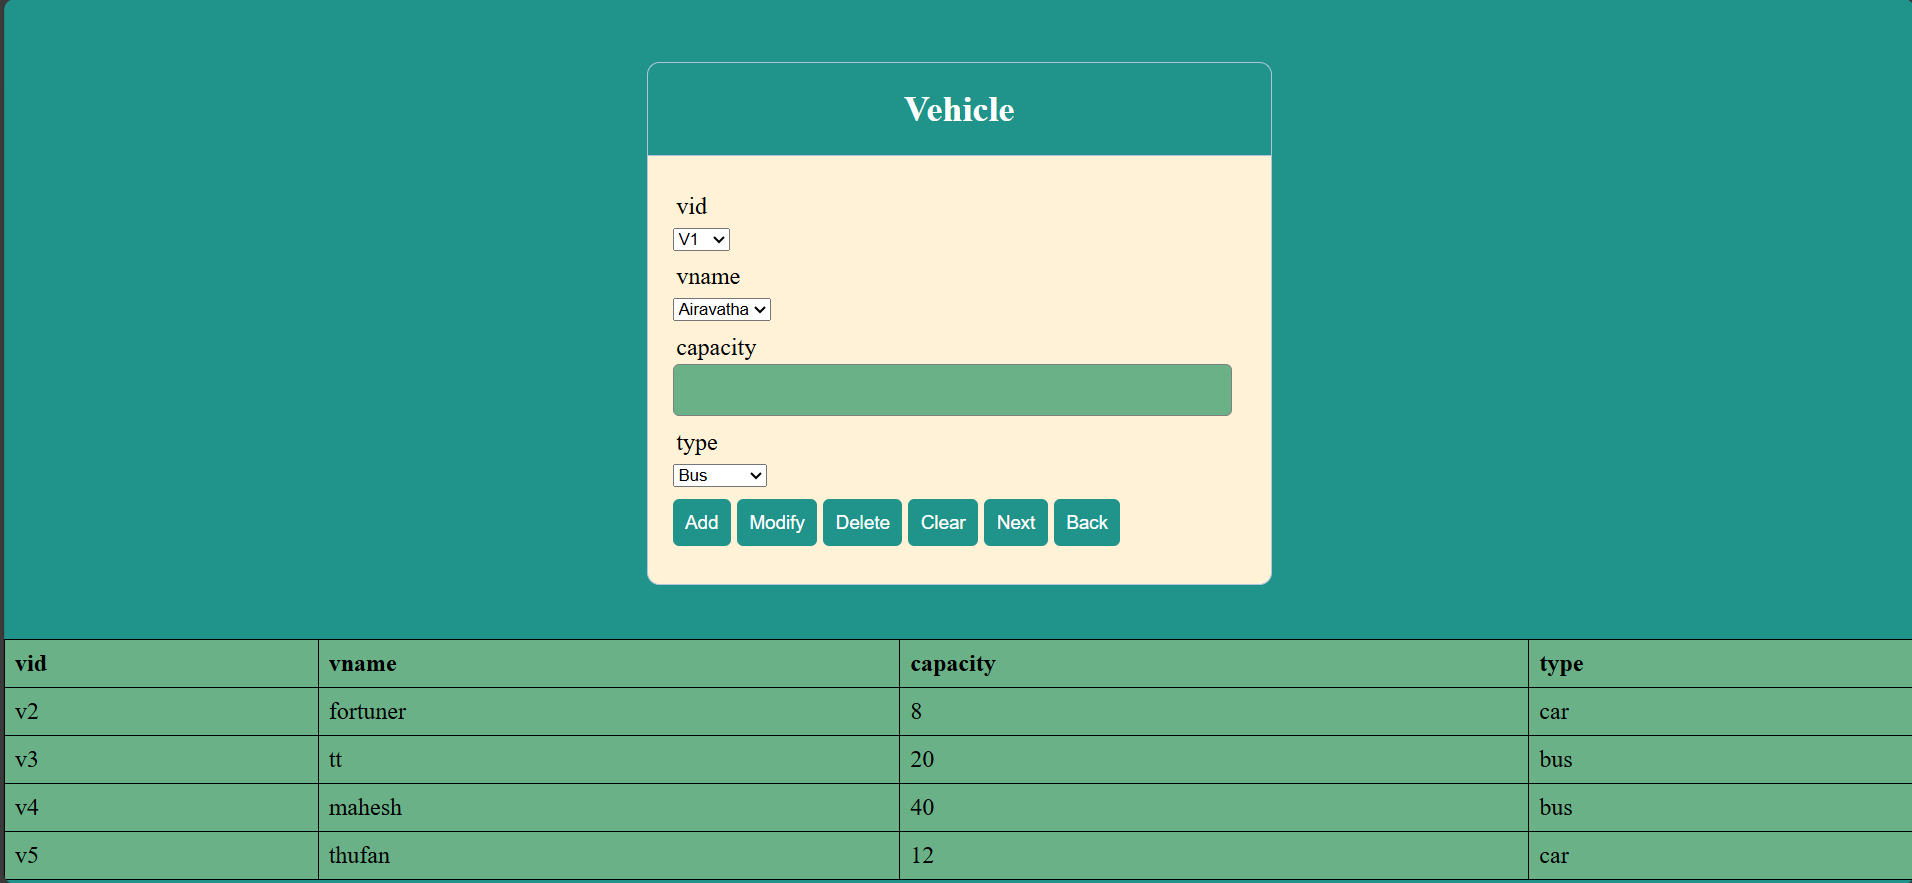 Vehicle
vid
V1
vname
Airavatha
capacity
type
Bus
Add Modify Delete Clear Next Back
vid vname capacity type
v2 fortuner 8 car
v3 tt 20 bus
v4 mahesh 40 bus
v5 thufan 12 car